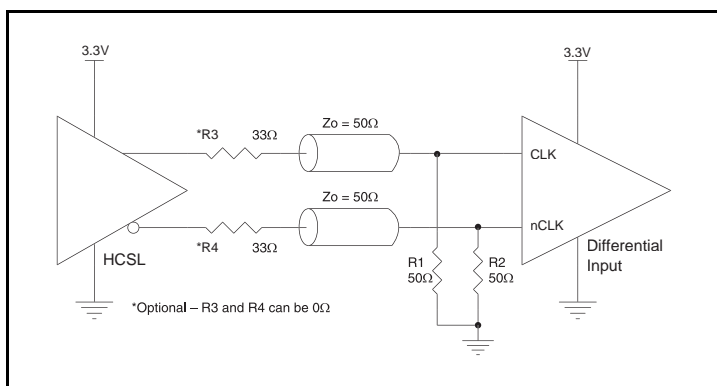 3.3V
3.3V
*R3
33Ω
Zo = 50Ω
CLK
Zo = 50Ω
nCLK
HCSL
*R4
33Ω
R1
50Ω
R2
50Ω
Differential
Input
*Optional – R3 and R4 can be 0Ω